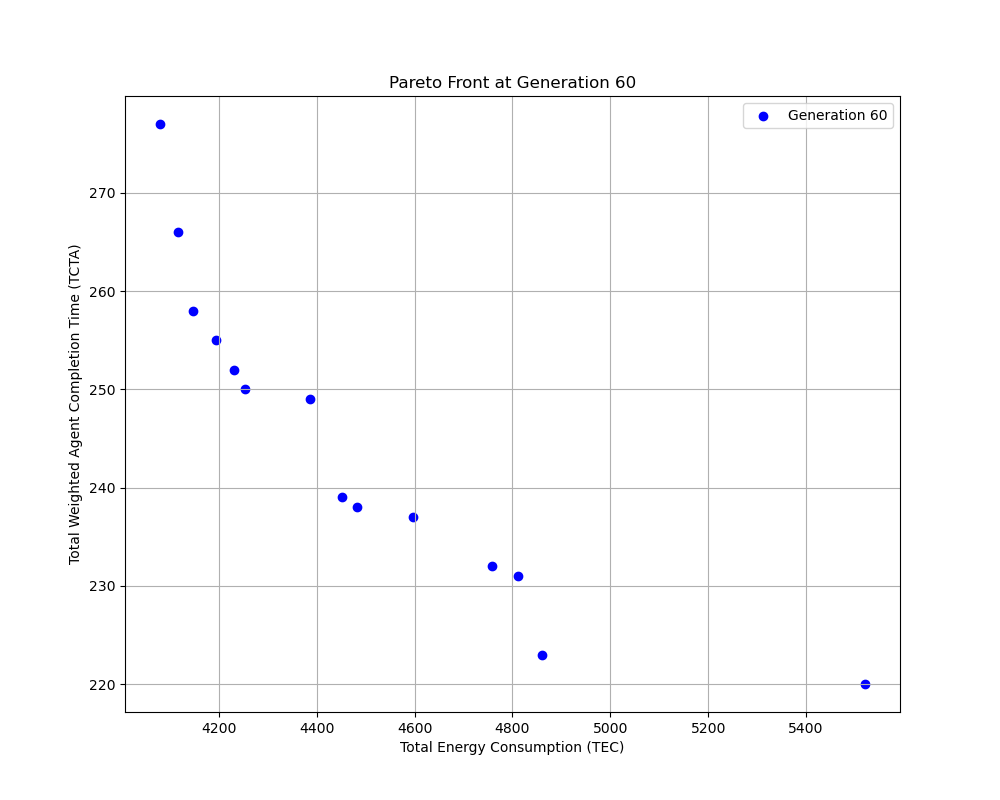 Pareto Front at Generation 60
Generation 60
Total Weighted Agent Completion Time (TCTA)
270
260
250
240
230
220
4200 4400 4600 4800 5000 5200 5400
Total Energy Consumption (TEC)